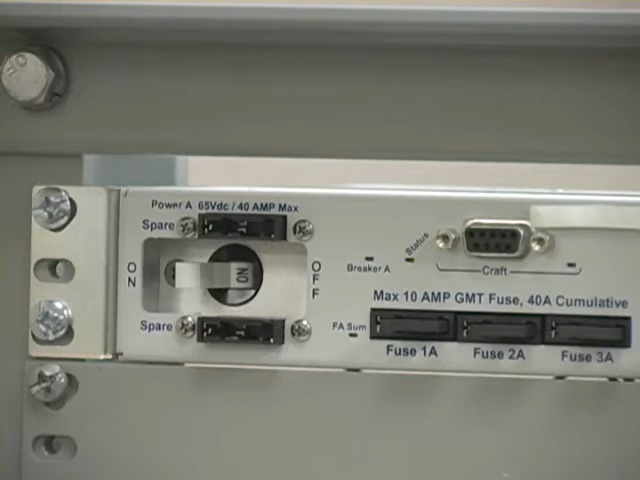 Power A 65Vdc / 40 AMP Max
Spare
ON
ON
OFF
Spare
Breaker A
Status
Craft
Max 10 AMP GMT Fuse, 40A Cumulative
FA Sum
Fuse 1A
Fuse 2A
Fuse 3A